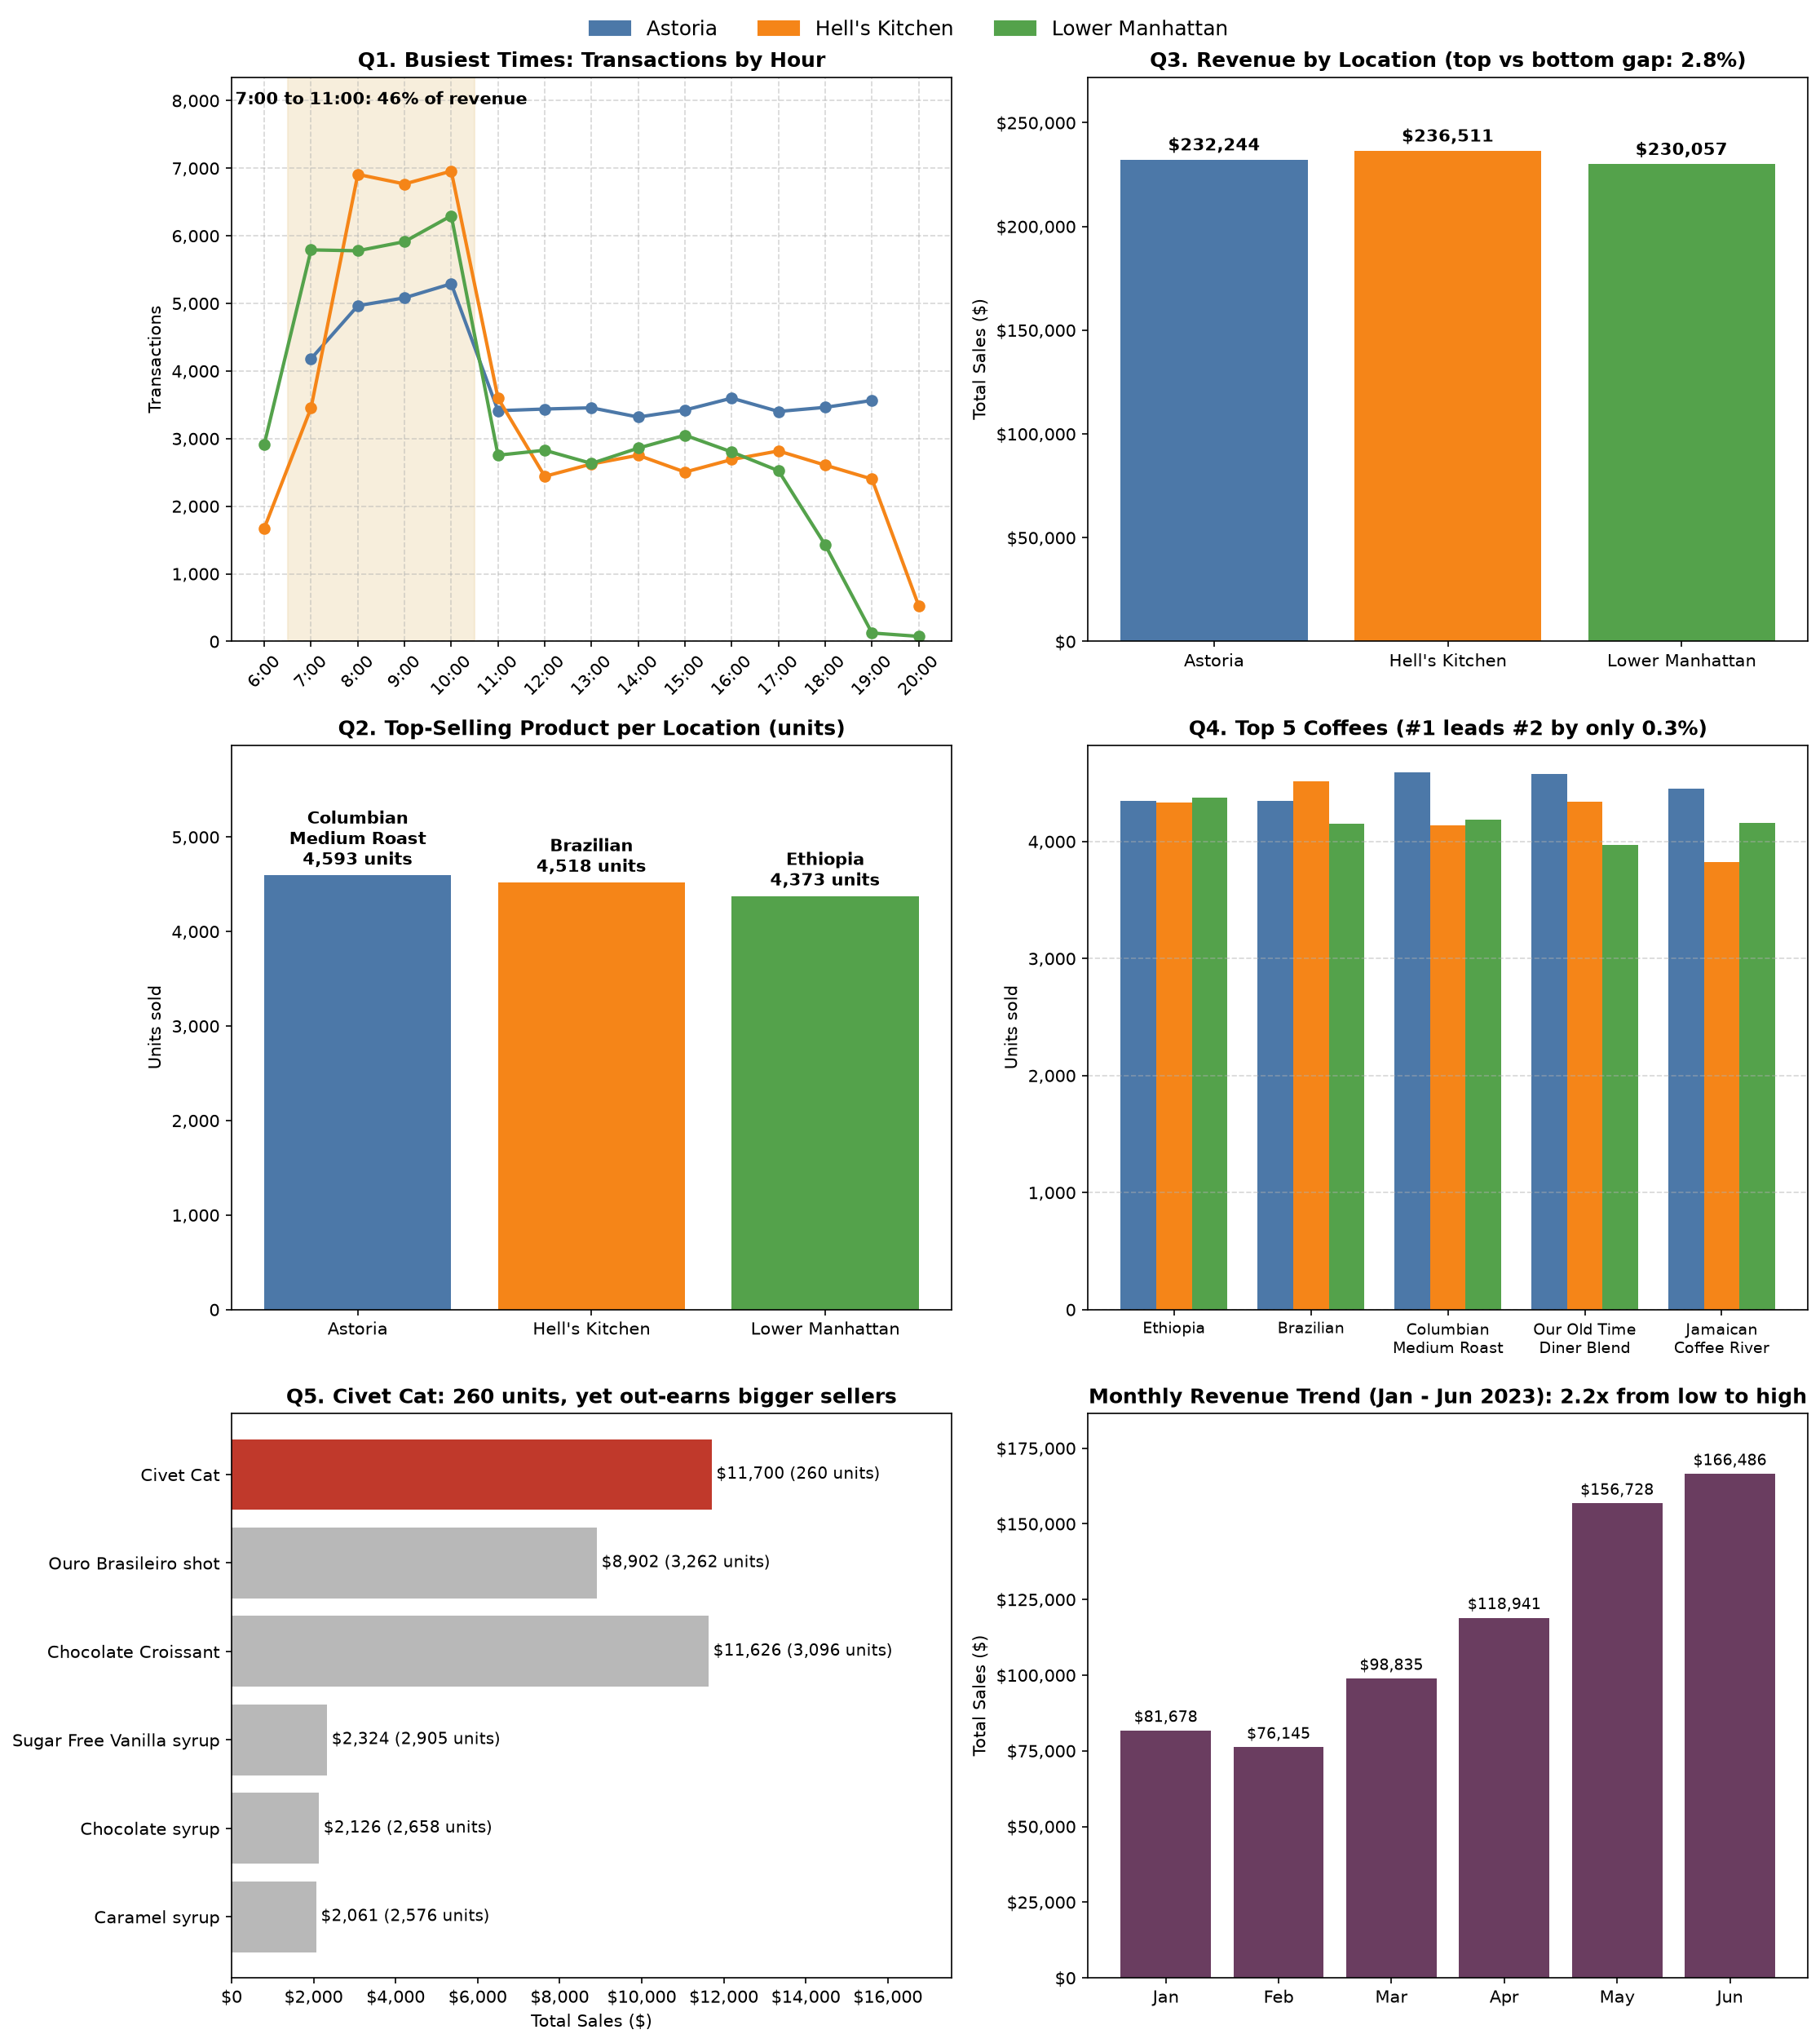 Astoria
Hell's Kitchen
Lower Manhattan
Q1. Busiest Times: Transactions by Hour
7:00 to 11:00: 46% of revenue
Transactions
8,000
7,000
6,000
5,000
4,000
3,000
2,000
1,000
0
6:00
7:00
8:00
9:00
10:00
11:00
12:00
13:00
14:00
15:00
16:00
17:00
18:00
19:00
20:00
Q3. Revenue by Location (top vs bottom gap: 2.8%)
Total Sales ($)
$250,000
$200,000
$150,000
$100,000
$50,000
$0
$232,244
$236,511
$230,057
Astoria
Hell's Kitchen
Lower Manhattan
Q2. Top-Selling Product per Location (units)
Units sold
5,000
4,000
3,000
2,000
1,000
0
Columbian
Medium Roast
4,593 units
Brazilian
4,518 units
Ethiopia
4,373 units
Astoria
Hell's Kitchen
Lower Manhattan
Q4. Top 5 Coffees (#1 leads #2 by only 0.3%)
Units sold
4,000
3,000
2,000
1,000
0
Ethiopia
Brazilian
Columbian
Medium Roast
Our Old Time
Diner Blend
Jamaican
Coffee River
Q5. Civet Cat: 260 units, yet out-earns bigger sellers
Civet Cat
$11,700 (260 units)
Ouro Brasileiro shot
$8,902 (3,262 units)
Chocolate Croissant
$11,626 (3,096 units)
Sugar Free Vanilla syrup
$2,324 (2,905 units)
Chocolate syrup
$2,126 (2,658 units)
Caramel syrup
$2,061 (2,576 units)
$0
$2,000
$4,000
$6,000
$8,000
$10,000
$12,000
$14,000
$16,000
Total Sales ($)
Monthly Revenue Trend (Jan - Jun 2023): 2.2x from low to high
Total Sales ($)
$175,000
$150,000
$125,000
$100,000
$75,000
$50,000
$25,000
$0
$81,678
$76,145
$98,835
$118,941
$156,728
$166,486
Jan
Feb
Mar
Apr
May
Jun